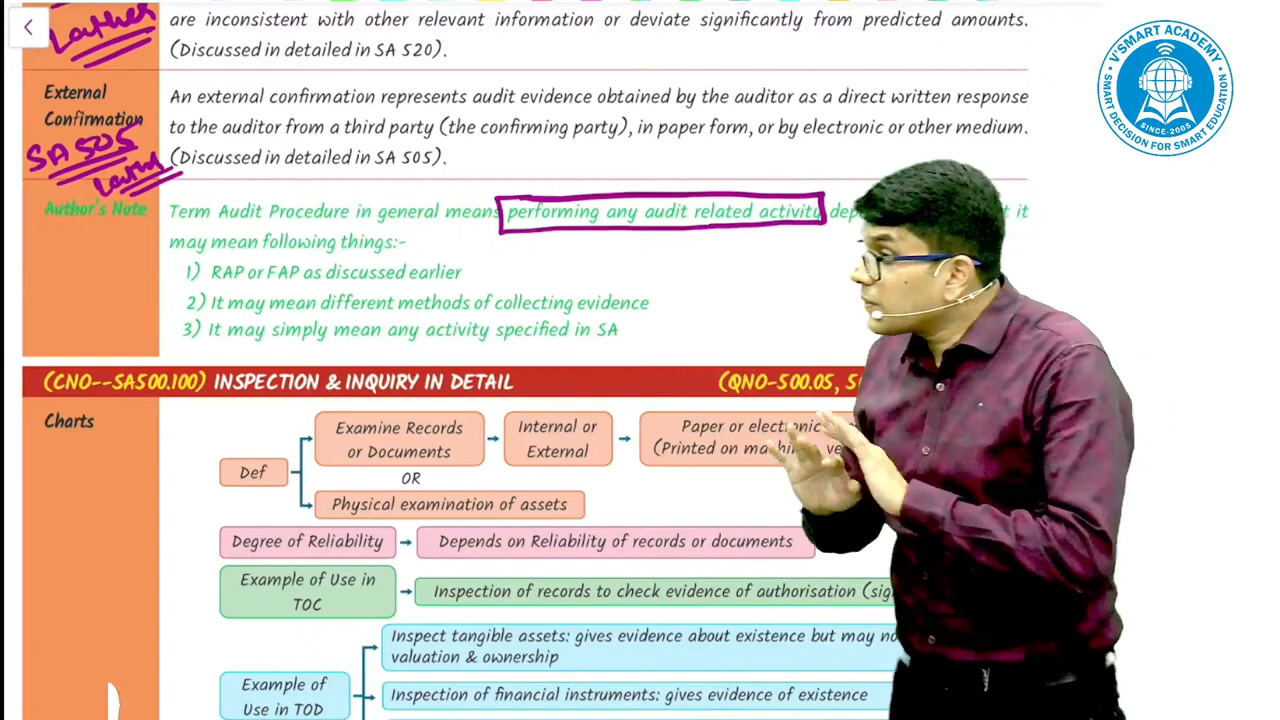 Later
are inconsistent with other relevant information or deviate significantly from predicted amounts.
(Discussed in detailed in SA 520).
External
Confirmation
SA 505
Later
An external confirmation represents audit evidence obtained by the auditor as a direct written response
to the auditor from a third party (the confirming party), in paper form, or by electronic or other medium.
(Discussed in detailed in SA 505).
Author's Note
Term Audit Procedure in general means performing any audit related activity it
may mean following things:-
1) RAP or FAP as discussed earlier
2) It may mean different methods of collecting evidence
3) It may simply mean any activity specified in SA
(CNO--SA500.100) INSPECTION & INQUIRY IN DETAIL (QNO-500.05,
Charts
Def
Examine Records
or Documents
Internal or
External
Paper or electronic
(Printed on
OR
Physical examination of assets
Degree of Reliability
Depends on Reliability of records or documents
Example of Use in
TOC
Inspection of records to check evidence of authorisation
Inspect tangible assets: gives evidence about existence but may
valuation & ownership
Example of
Use in TOD
Inspection of financial instruments: gives evidence of existence
V'SMART ACADEMY
SMART DECISION FOR SMART EDUCATION
SINCE-2005